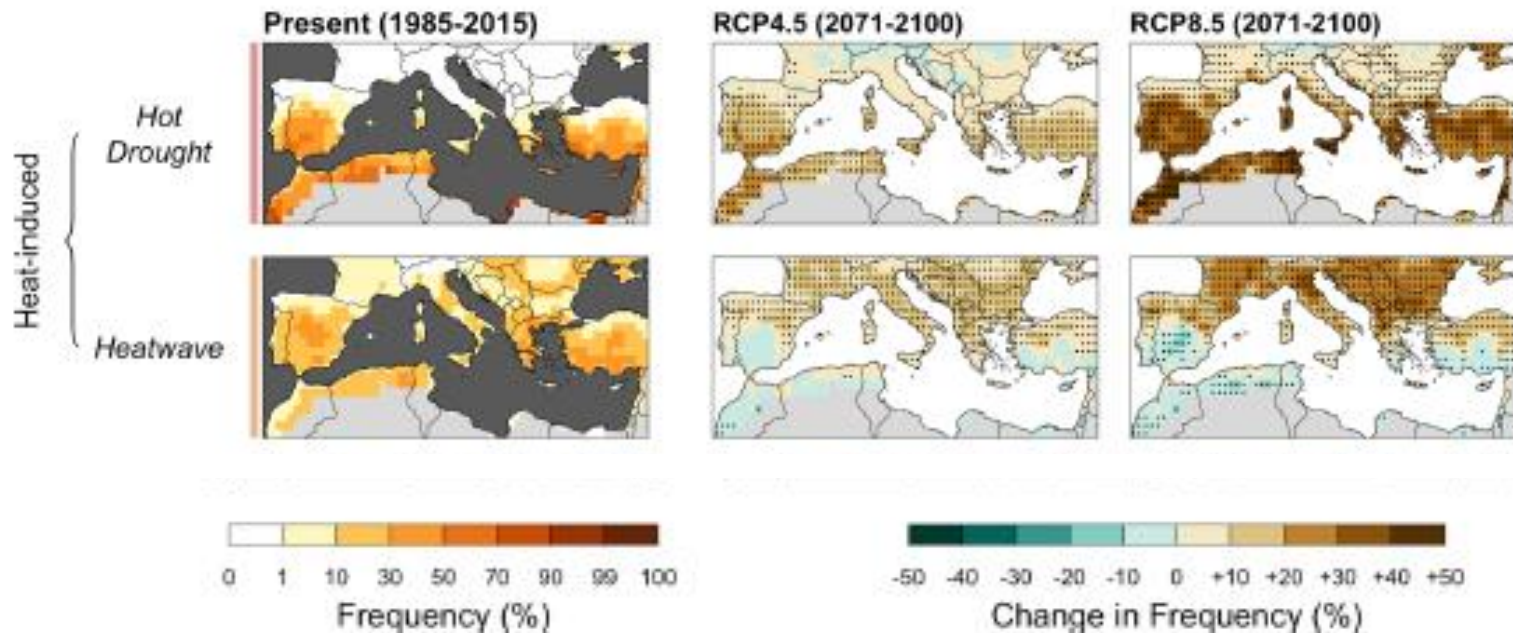 Present (1985-2015)
RCP4.5 (2071-2100)
RCP8.5 (2071-2100)
Heat-induced
Hot
Drought
Heatwave
0 1 10 30 50 70 90 99 100
Frequency (%)
-50 -40 -30 -20 -10 0 +10 +20 +30 +40 +50
Change in Frequency (%)